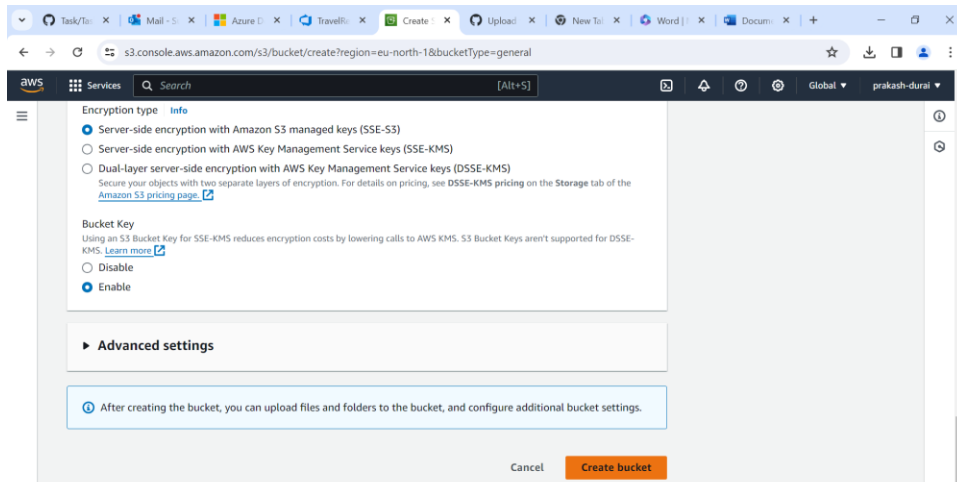 Task/Tas
Mail - S
Azure D
TravelRe
Create S
Upload
New Tab
Word |
Docume
s3.console.aws.amazon.com/s3/bucket/create?region=eu-north-1&bucketType=general
aws
Services
Search
[Alt+S]
Global
prakash-durai
Encryption type Info
Server-side encryption with Amazon S3 managed keys (SSE-S3)
Server-side encryption with AWS Key Management Service keys (SSE-KMS)
Dual-layer server-side encryption with AWS Key Management Service keys (DSSE-KMS)
Secure your objects with two separate layers of encryption. For details on pricing, see DSSE-KMS pricing on the Storage tab of the
Amazon S3 pricing page.
Bucket Key
Using an S3 Bucket Key for SSE-KMS reduces encryption costs by lowering calls to AWS KMS. S3 Bucket Keys aren't supported for DSSE-
KMS. Learn more
Disable
Enable
Advanced settings
After creating the bucket, you can upload files and folders to the bucket, and configure additional bucket settings.
Cancel
Create bucket